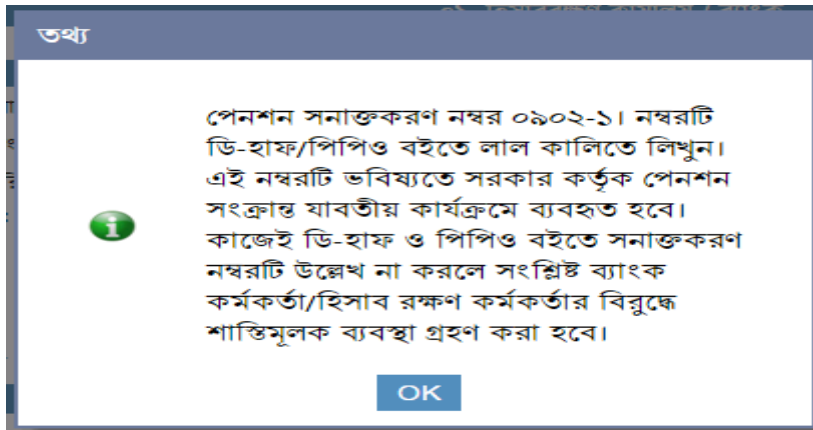 তথ্য
পেনশন সনাক্তকরণ নম্বর ০৯০২-১। নম্বরটি
ডি-হাফ/পিপিও বইতে লাল কালিতে লিখুন।
এই নম্বরটি ভবিষ্যতে সরকার কর্তৃক পেনশন
সংক্রান্ত যাবতীয় কার্যক্রমে ব্যবহৃত হবে।
কাজেই ডি-হাফ ও পিপিও বইতে সনাক্তকরণ
নম্বরটি উল্লেখ না করলে সংশ্লিষ্ট ব্যাংক
কর্মকর্তা/হিসাব রক্ষণ কর্মকর্তার বিরুদ্ধে
শাস্তিমূলক ব্যবস্থা গ্রহণ করা হবে।
OK